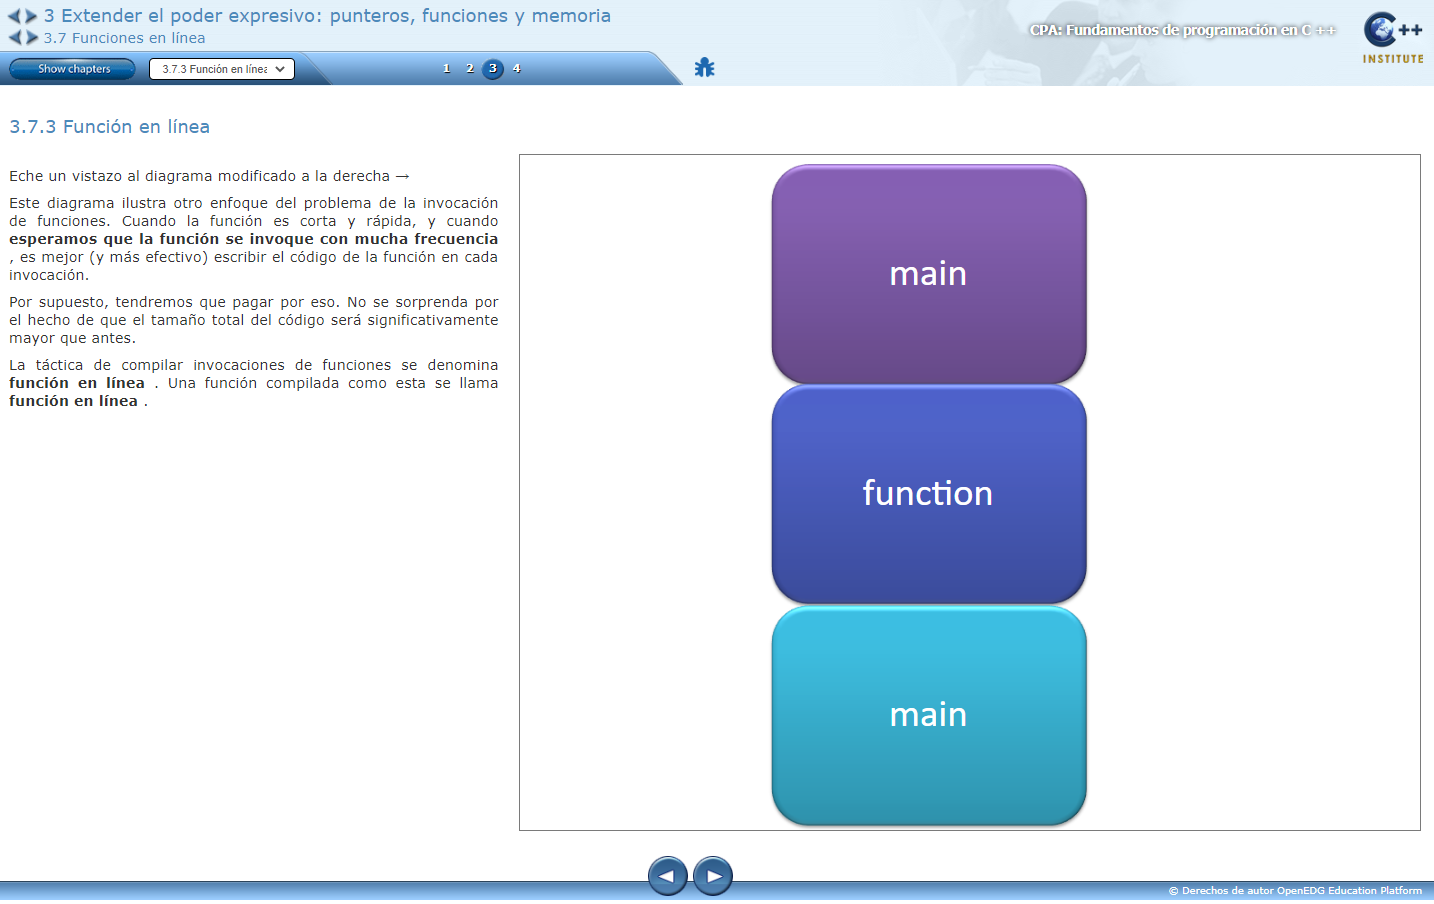 3 Extender el poder expresivo: punteros, funciones y memoria
3.7 Funciones en línea
CPA: Fundamentos de programación en C ++
C++
INSTITUTE
Show chapters
3.7.3 Función en línea
1 2 3 4
3.7.3 Función en línea
Eche un vistazo al diagrama modificado a la derecha →
Este diagrama ilustra otro enfoque del problema de la invocación
de funciones. Cuando la función es corta y rápida, y cuando
esperamos que la función se invoque con mucha frecuencia
, es mejor (y más efectivo) escribir el código de la función en cada
invocación.
Por supuesto, tendremos que pagar por eso. No se sorprenda por
el hecho de que el tamaño total del código será significativamente
mayor que antes.
La táctica de compilar invocaciones de funciones se denomina
función en línea . Una función compilada como esta se llama
función en línea .
main
function
main
© Derechos de autor OpenEDG Education Platform